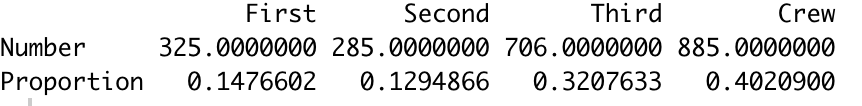 First Second Third Crew
Number 325.0000000 285.0000000 706.0000000 885.0000000
Proportion 0.1476602 0.1294866 0.3207633 0.4020900